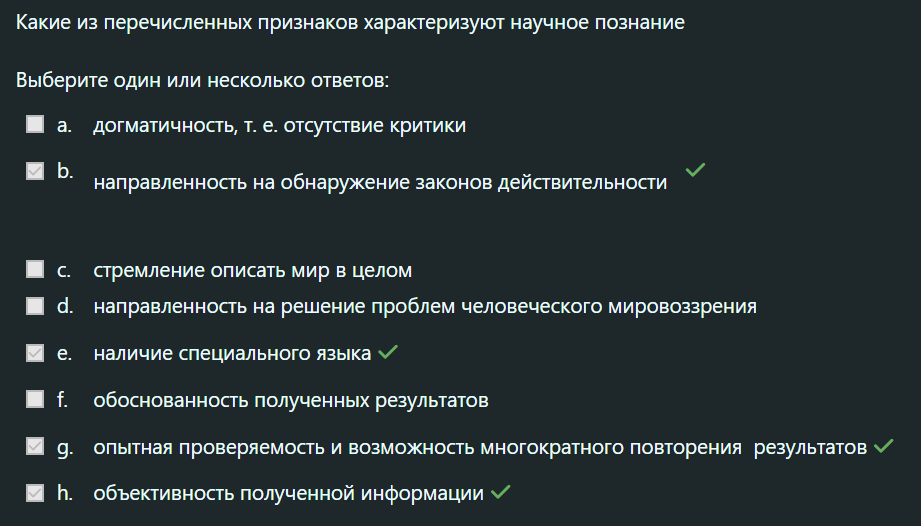 Какие из перечисленных признаков характеризуют научное познание
Выберите один или несколько ответов:
a. догматичность, т. е. отсутствие критики
b. направленность на обнаружение законов действительности
c. стремление описать мир в целом
d. направленность на решение проблем человеческого мировоззрения
e. наличие специального языка
f. обоснованность полученных результатов
g. опытная проверяемость и возможность многократного повторения результатов
h. объективность полученной информации